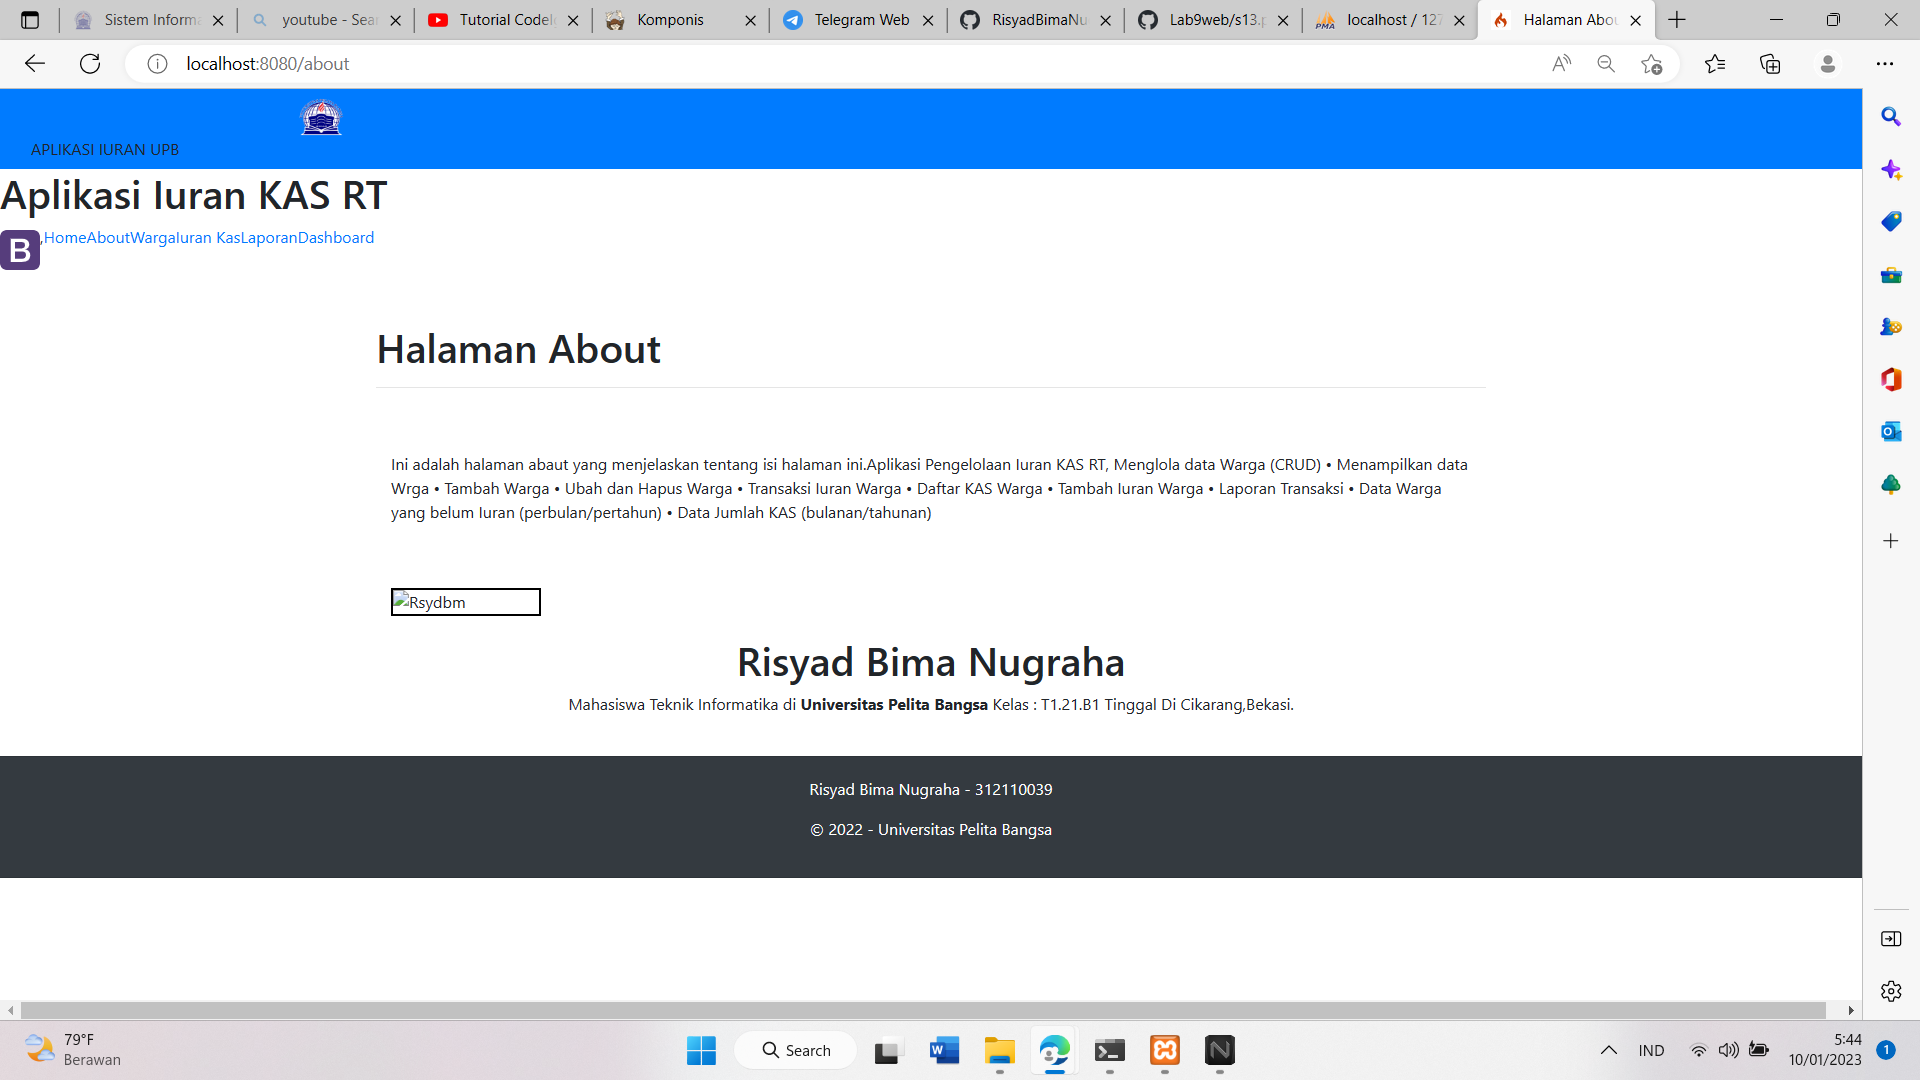 Sistem Informa
youtube - Sear
Tutorial CodeI
Komponis
Telegram Web
RisyadBimaNu
Lab9web/s13.p
localhost / 127
Halaman Abou
localhost:8080/about
APLIKASI IURAN UPB
Aplikasi Iuran KAS RT
B ,HomeAboutWargaIuran KasLaporanDashboard
Halaman About
Ini adalah halaman abaut yang menjelaskan tentang isi halaman ini.Aplikasi Pengelolaan Iuran KAS RT, Menglola data Warga (CRUD) • Menampilkan data
Wrga • Tambah Warga • Ubah dan Hapus Warga • Transaksi Iuran Warga • Daftar KAS Warga • Tambah Iuran Warga • Laporan Transaksi • Data Warga
yang belum Iuran (perbulan/pertahun) • Data Jumlah KAS (bulanan/tahunan)
Rsydbm
Risyad Bima Nugraha
Mahasiswa Teknik Informatika di Universitas Pelita Bangsa Kelas : T1.21.B1 Tinggal Di Cikarang,Bekasi.
Risyad Bima Nugraha - 312110039
© 2022 - Universitas Pelita Bangsa
79°F
Berawan
Search
IND
5:44
10/01/2023
1